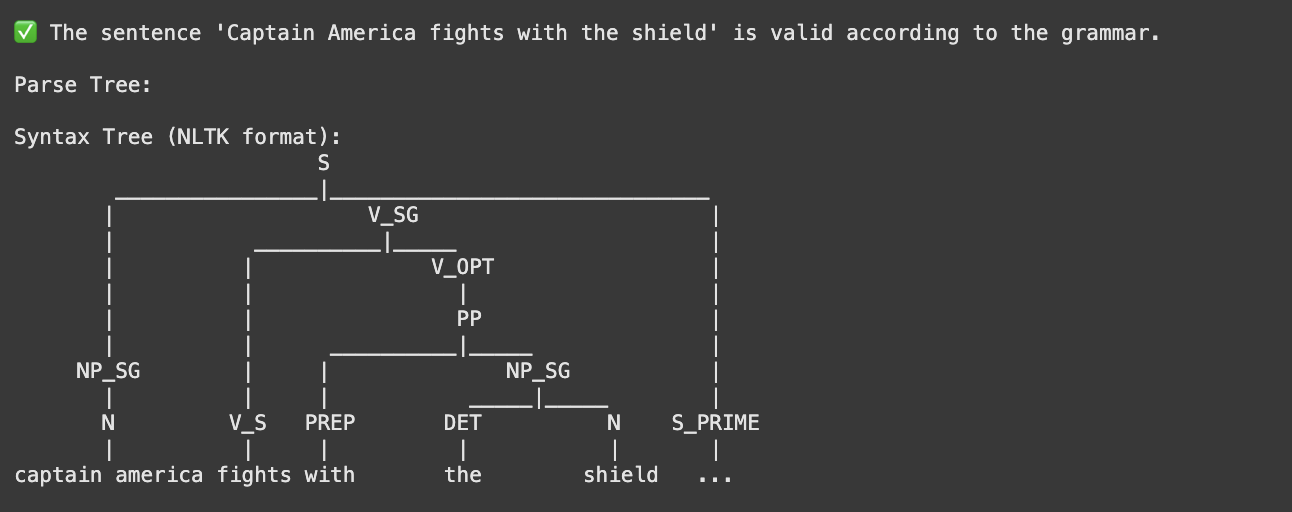 ✅ The sentence 'Captain America fights with the shield' is valid according to the grammar.
Parse Tree:
Syntax Tree (NLTK format):
S
V_SG
V_OPT
PP
NP_SG NP_SG
N V_S PREP DET N S_PRIME
captain america fights with the shield ...